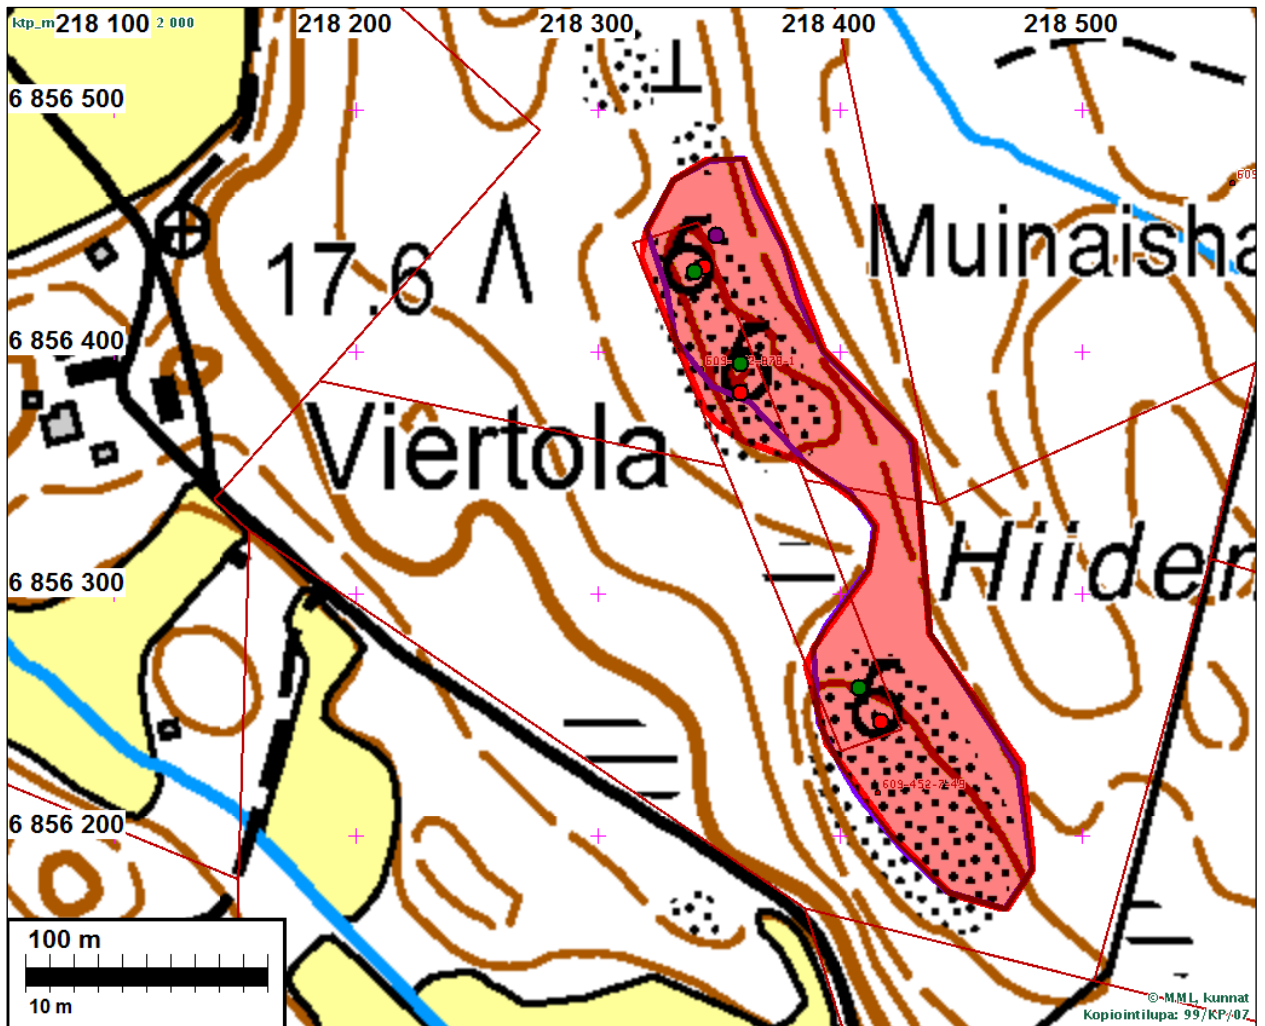 ktp_m 218 100 2 000 218 200 218 300 218 400 218 500
6 856 500
609
Muinaisha
17.6
6 856 400
Viertola
Hiiden
6 856 300
609-452-7-49
6 856 200
100 m
10 m
© MML, kunnat
Kopiointilupa: 99/KP/07